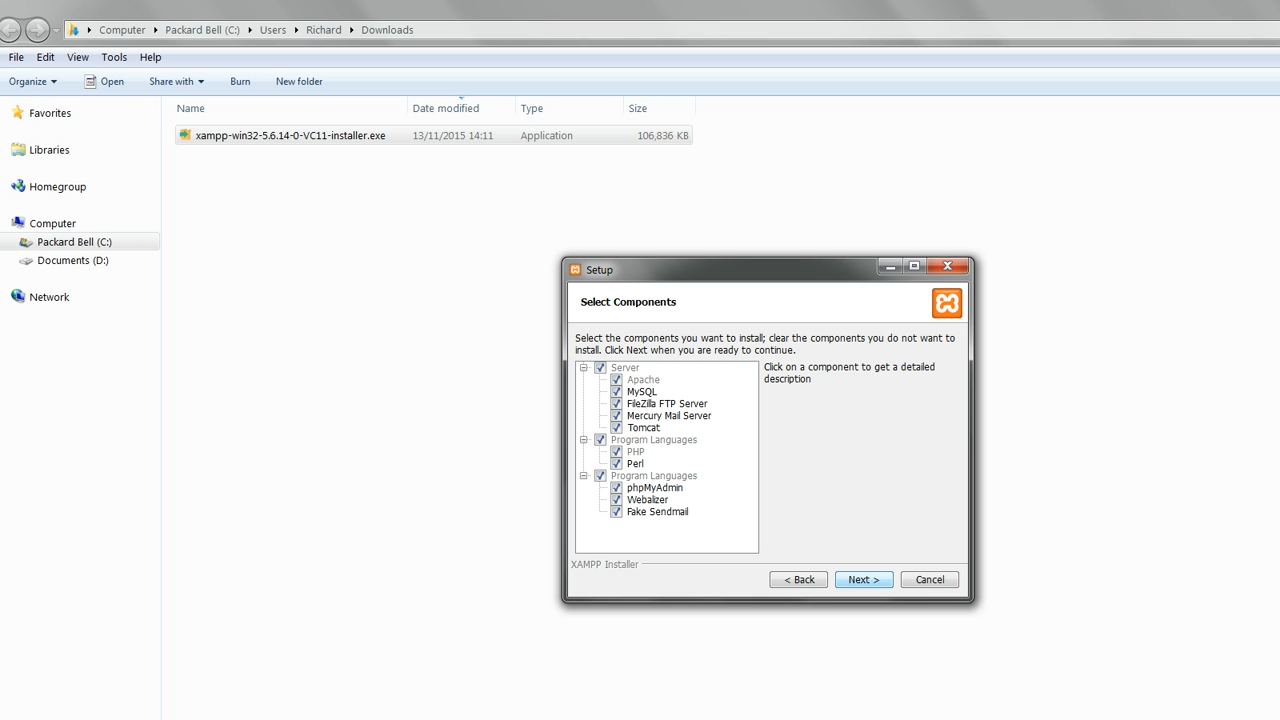 Computer Packard Bell (C:) Users Richard Downloads
File Edit View Tools Help
Organize Open Share with Burn New folder
Name Date modified Type Size
xampp-win32-5.6.14-0-VC11-installer.exe 13/11/2015 14:11 Application 106,836 KB
Favorites
Libraries
Homegroup
Computer
Packard Bell (C:)
Documents (D:)
Network
Setup
Select Components
Select the components you want to install; clear the components you do not want to
install. Click Next when you are ready to continue.
Server
Apache
MySQL
FileZilla FTP Server
Mercury Mail Server
Tomcat
Program Languages
PHP
Perl
Program Languages
phpMyAdmin
Webalizer
Fake Sendmail
Click on a component to get a detailed
description
XAMPP Installer
< Back Next > Cancel